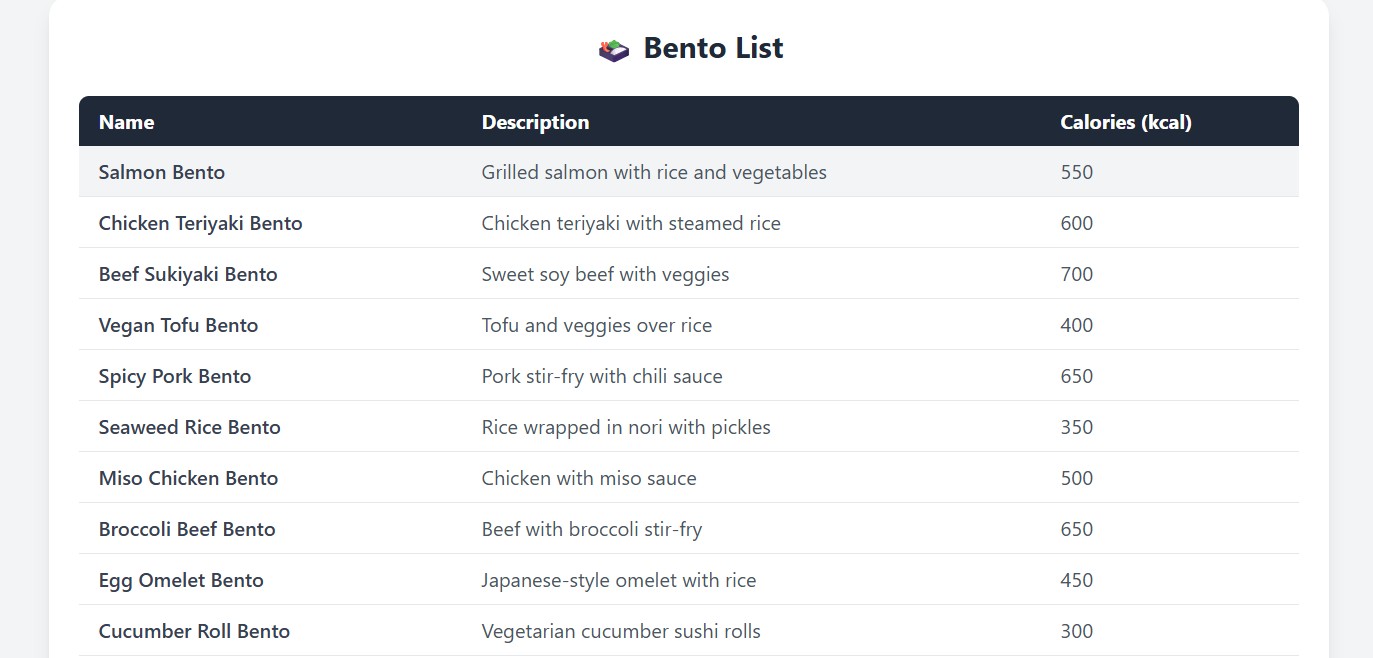 Bento List
Name Description Calories (kcal)
Salmon Bento Grilled salmon with rice and vegetables 550
Chicken Teriyaki Bento Chicken teriyaki with steamed rice 600
Beef Sukiyaki Bento Sweet soy beef with veggies 700
Vegan Tofu Bento Tofu and veggies over rice 400
Spicy Pork Bento Pork stir-fry with chili sauce 650
Seaweed Rice Bento Rice wrapped in nori with pickles 350
Miso Chicken Bento Chicken with miso sauce 500
Broccoli Beef Bento Beef with broccoli stir-fry 650
Egg Omelet Bento Japanese-style omelet with rice 450
Cucumber Roll Bento Vegetarian cucumber sushi rolls 300